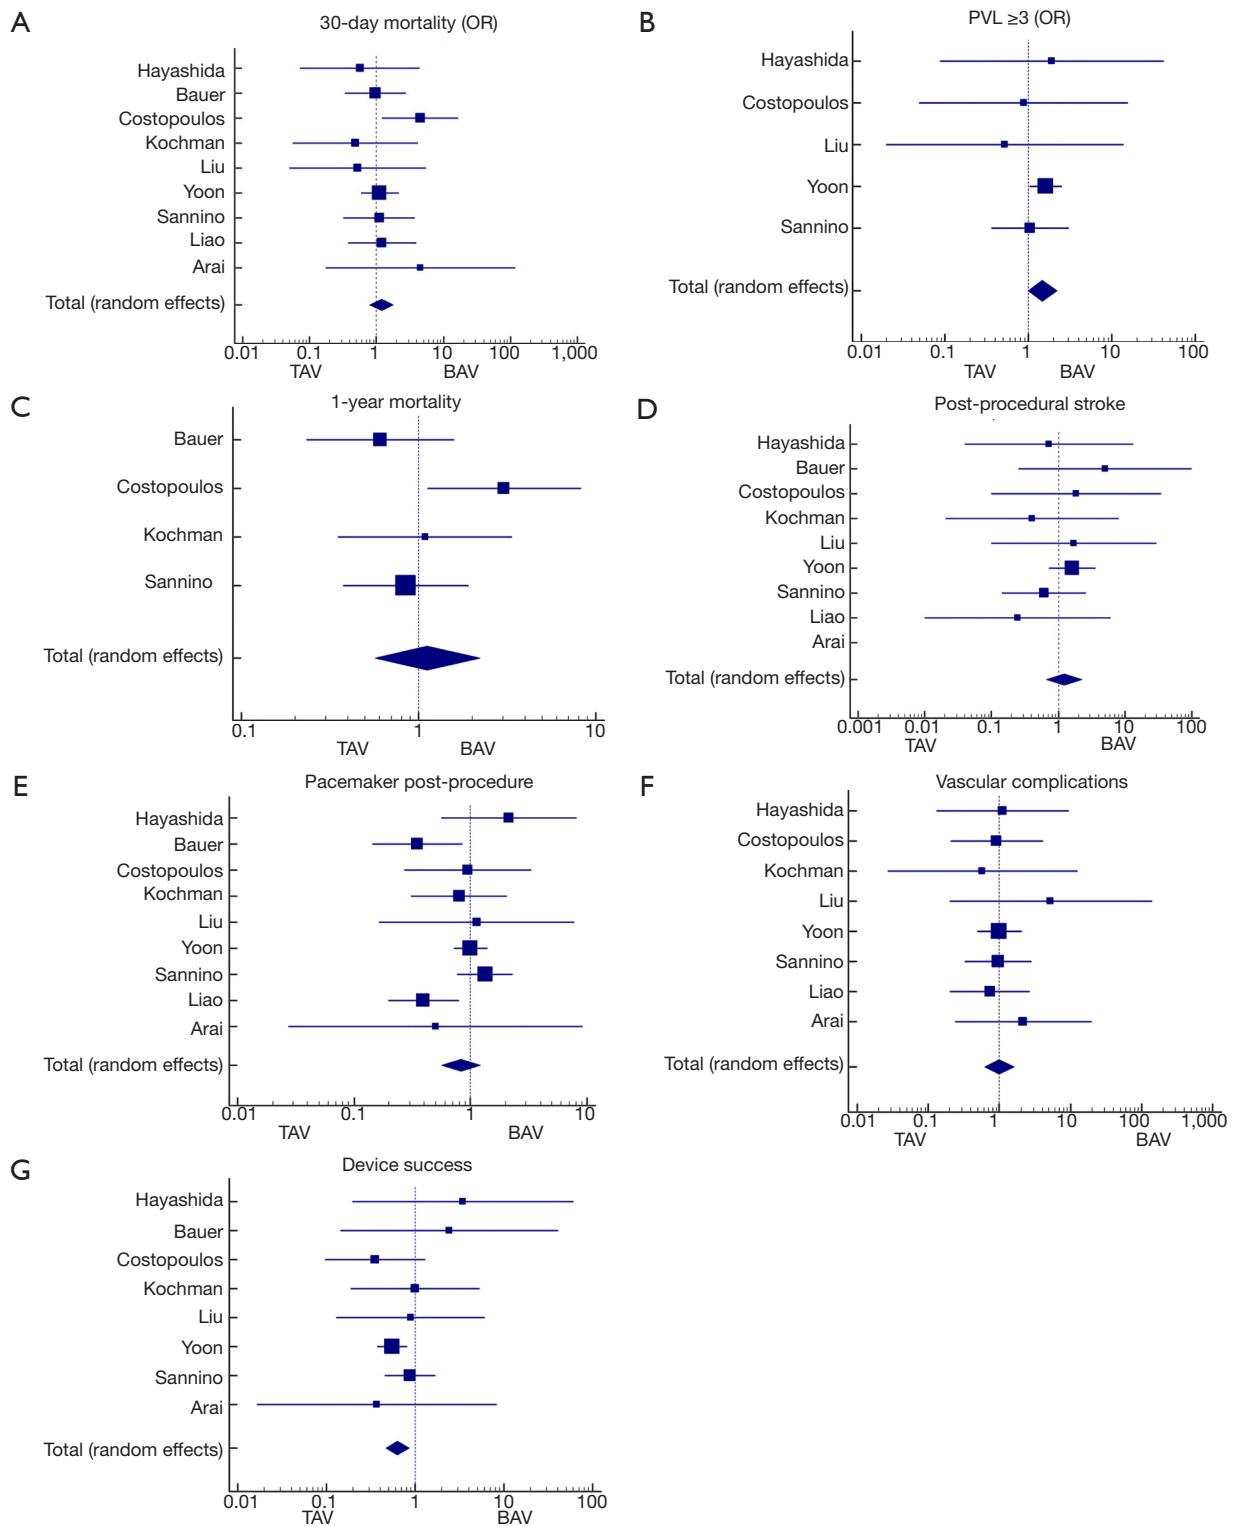 A
30-day mortality (OR)
Hayashida
Bauer
Costopoulos
Kochman
Liu
Yoon
Sannino
Liao
Arai
Total (random effects)
0.01 0.1 1 10 100 1,000
TAV BAV
B
PVL ≥3 (OR)
Hayashida
Costopoulos
Liu
Yoon
Sannino
Total (random effects)
0.01 0.1 1 10 100
TAV BAV
C
1-year mortality
Bauer
Costopoulos
Kochman
Sannino
Total (random effects)
0.1 1 10
TAV BAV
D
Post-procedural stroke
Hayashida
Bauer
Costopoulos
Kochman
Liu
Yoon
Sannino
Liao
Arai
Total (random effects)
0.001 0.01 0.1 1 10 100
TAV BAV
E
Pacemaker post-procedure
Hayashida
Bauer
Costopoulos
Kochman
Liu
Yoon
Sannino
Liao
Arai
Total (random effects)
0.01 0.1 1 10
TAV BAV
F
Vascular complications
Hayashida
Costopoulos
Kochman
Liu
Yoon
Sannino
Liao
Arai
Total (random effects)
0.01 0.1 1 10 100 1,000
TAV BAV
G
Device success
Hayashida
Bauer
Costopoulos
Kochman
Liu
Yoon
Sannino
Arai
Total (random effects)
0.01 0.1 1 10 100
TAV BAV